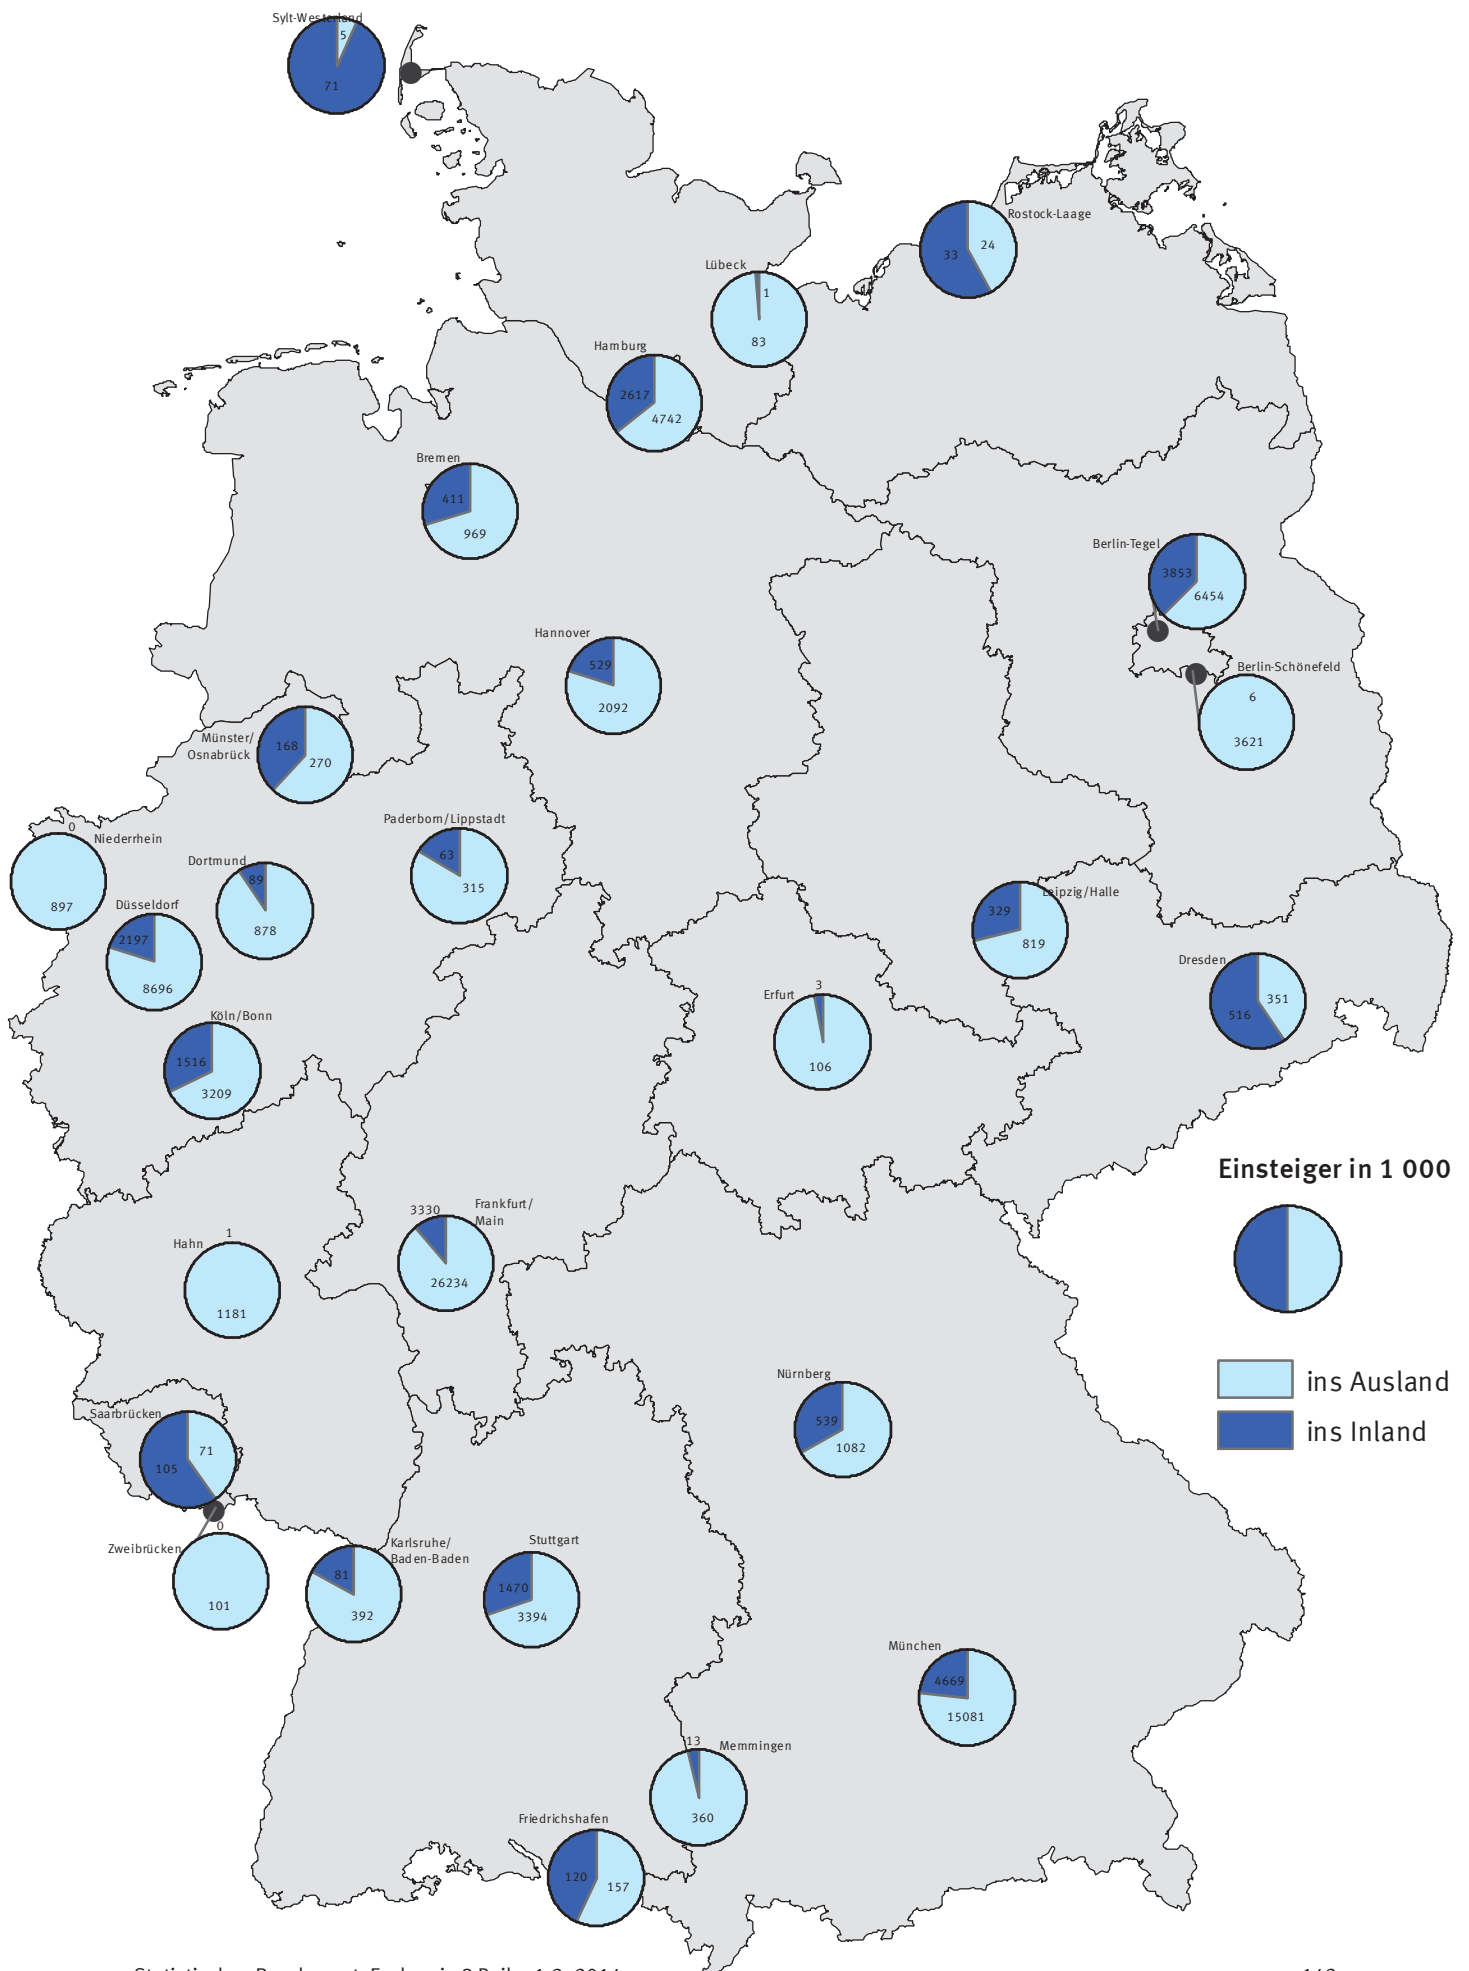 Sylt-Westerland
5
71
Rostock-Laage
33
24
Lübeck
1
83
Hamburg
2617
4742
Bremen
411
969
Berlin-Tegel
3853
6454
Hannover
529
2092
Berlin-Schönefeld
6
3621
Münster/
Osnabrück
168
270
0
Niederrhein
897
Paderborn/Lippstadt
63
315
Dortmund
89
878
Düsseldorf
2197
8696
Leipzig/Halle
329
819
Dresden
351
516
Erfurt
3
106
Köln/Bonn
1516
3209
Einsteiger in 1 000
ins Ausland
ins Inland
Frankfurt/
Main
3330
26234
Hahn
1
1181
Nürnberg
539
1082
Saarbrücken
71
105
Zweibrücken
0
101
Karlsruhe/
Baden-Baden
81
392
Stuttgart
1470
3394
München
4669
15081
Memmingen
13
360
Friedrichshafen
120
157